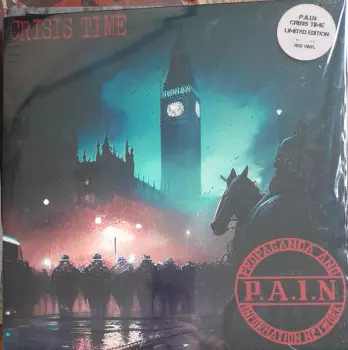 CRISIS TIME
P.A.I.N
CRISIS TIME
LIMITED EDITION
RED VINYL
PROPAGANDA AND
P.A.I.N.
INFORMATION NETWORK